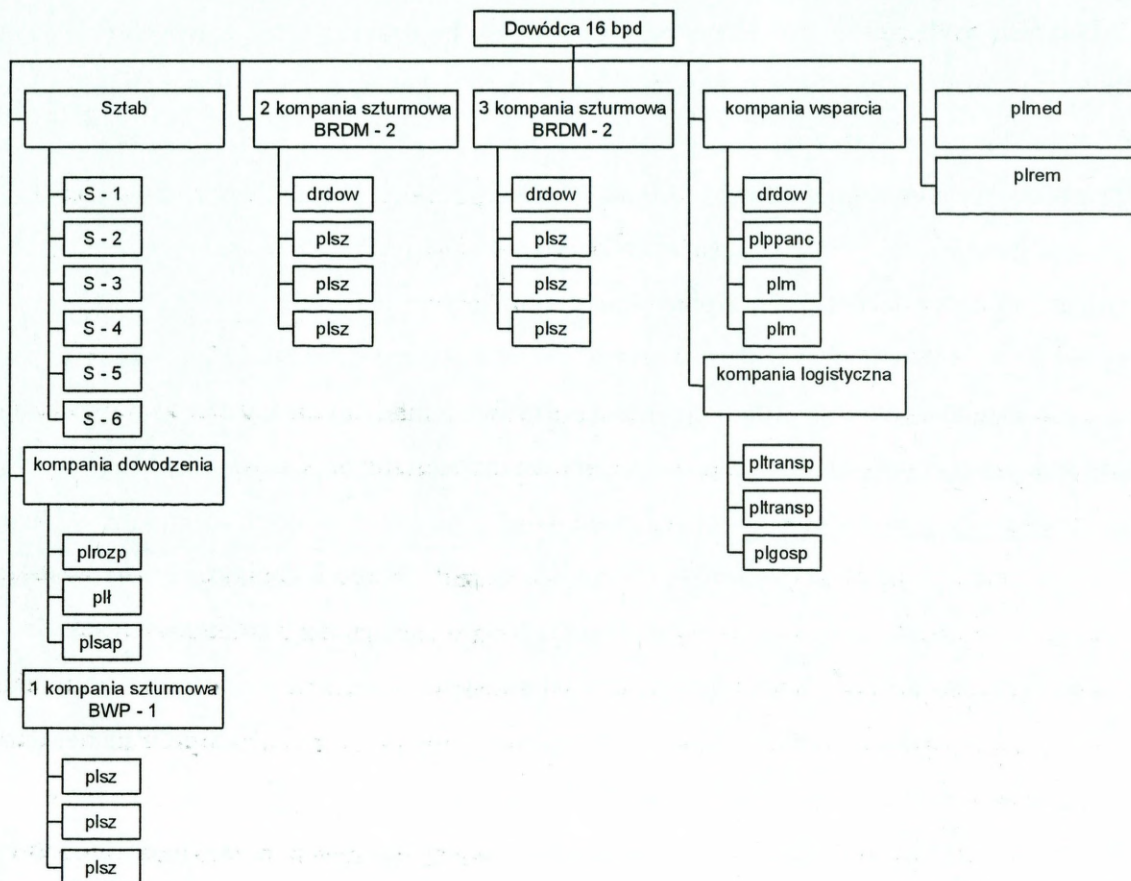 Dowódca 16 bpd
Sztab
S - 1
S - 2
S - 3
S - 4
S - 5
S - 6
kompania dowodzenia
plrozp
plł
plsap
1 kompania szturmowa
BWP - 1
plsz
plsz
plsz
2 kompania szturmowa
BRDM - 2
drdow
plsz
plsz
plsz
3 kompania szturmowa
BRDM - 2
drdow
plsz
plsz
plsz
kompania wsparcia
drdow
plppanc
plm
plm
kompania logistyczna
pltransp
pltransp
plgosp
plmed
plrem